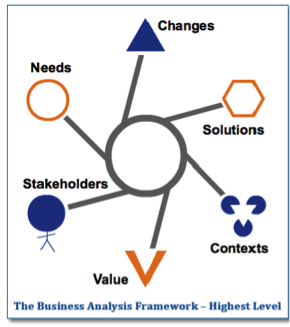 Changes
Needs
Solutions
Stakeholders
Contexts
Value
The Business Analysis Framework – Highest Level